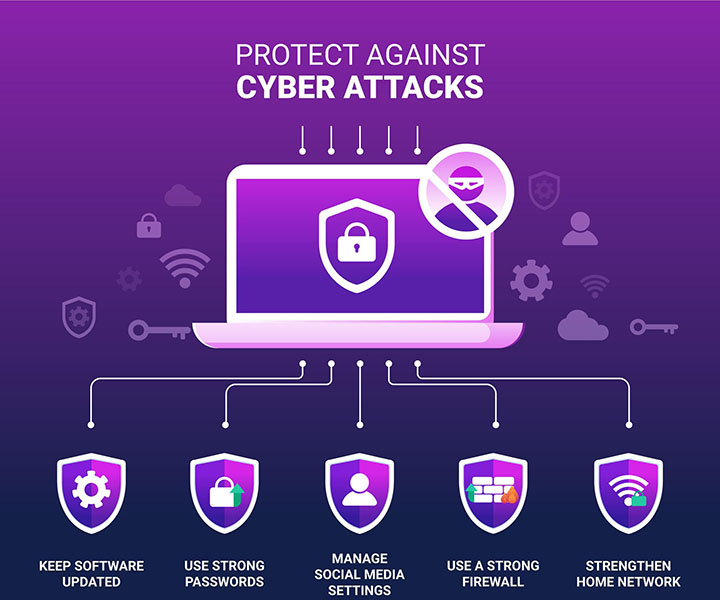 PROTECT AGAINST
CYBER ATTACKS
KEEP SOFTWARE
UPDATED
USE STRONG
PASSWORDS
MANAGE
SOCIAL MEDIA
SETTINGS
USE A STRONG
FIREWALL
STRENGTHEN
HOME NETWORK